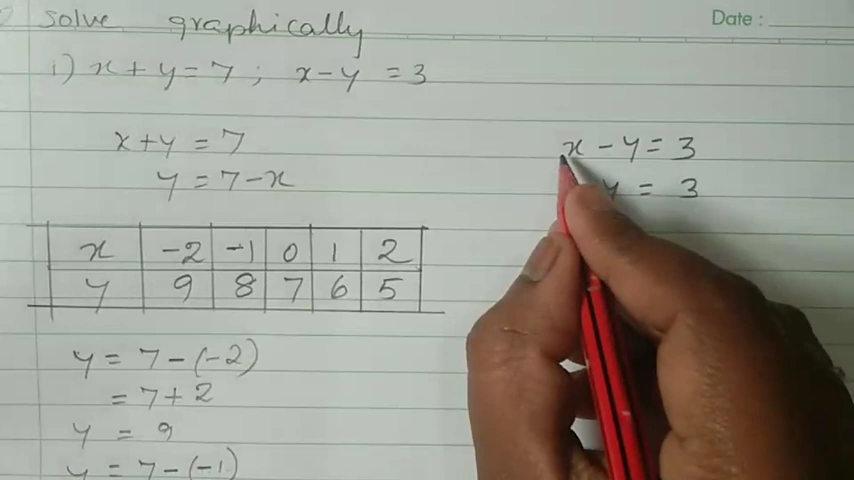 Solve graphically
Date :
i) x + y = 7 ; x - y = 3
x + y = 7
y = 7 - x
x - y = 3
y = 3
x -2 -1 0 1 2
y 9 8 7 6 5
y = 7 - (-2)
= 7 + 2
y = 9
y = 7 - (-1)